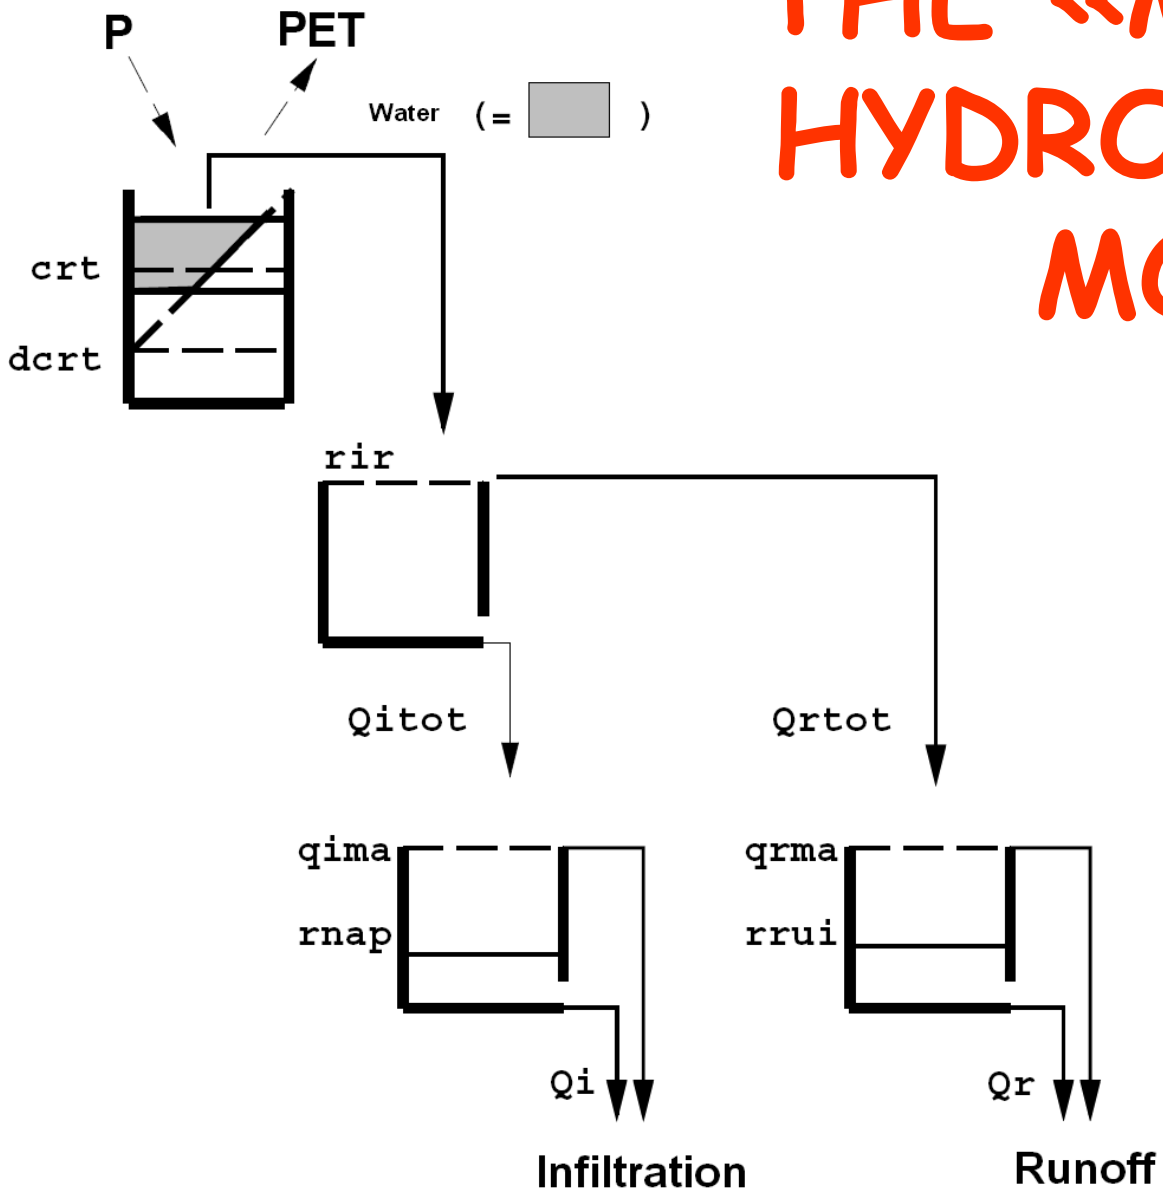 P
PET
Water (= )
HYDRO
crt
dcrt
rir
Qitot
Qrtot
qima
qrma
rnap
rrui
Qi
Qr
Infiltration
Runoff